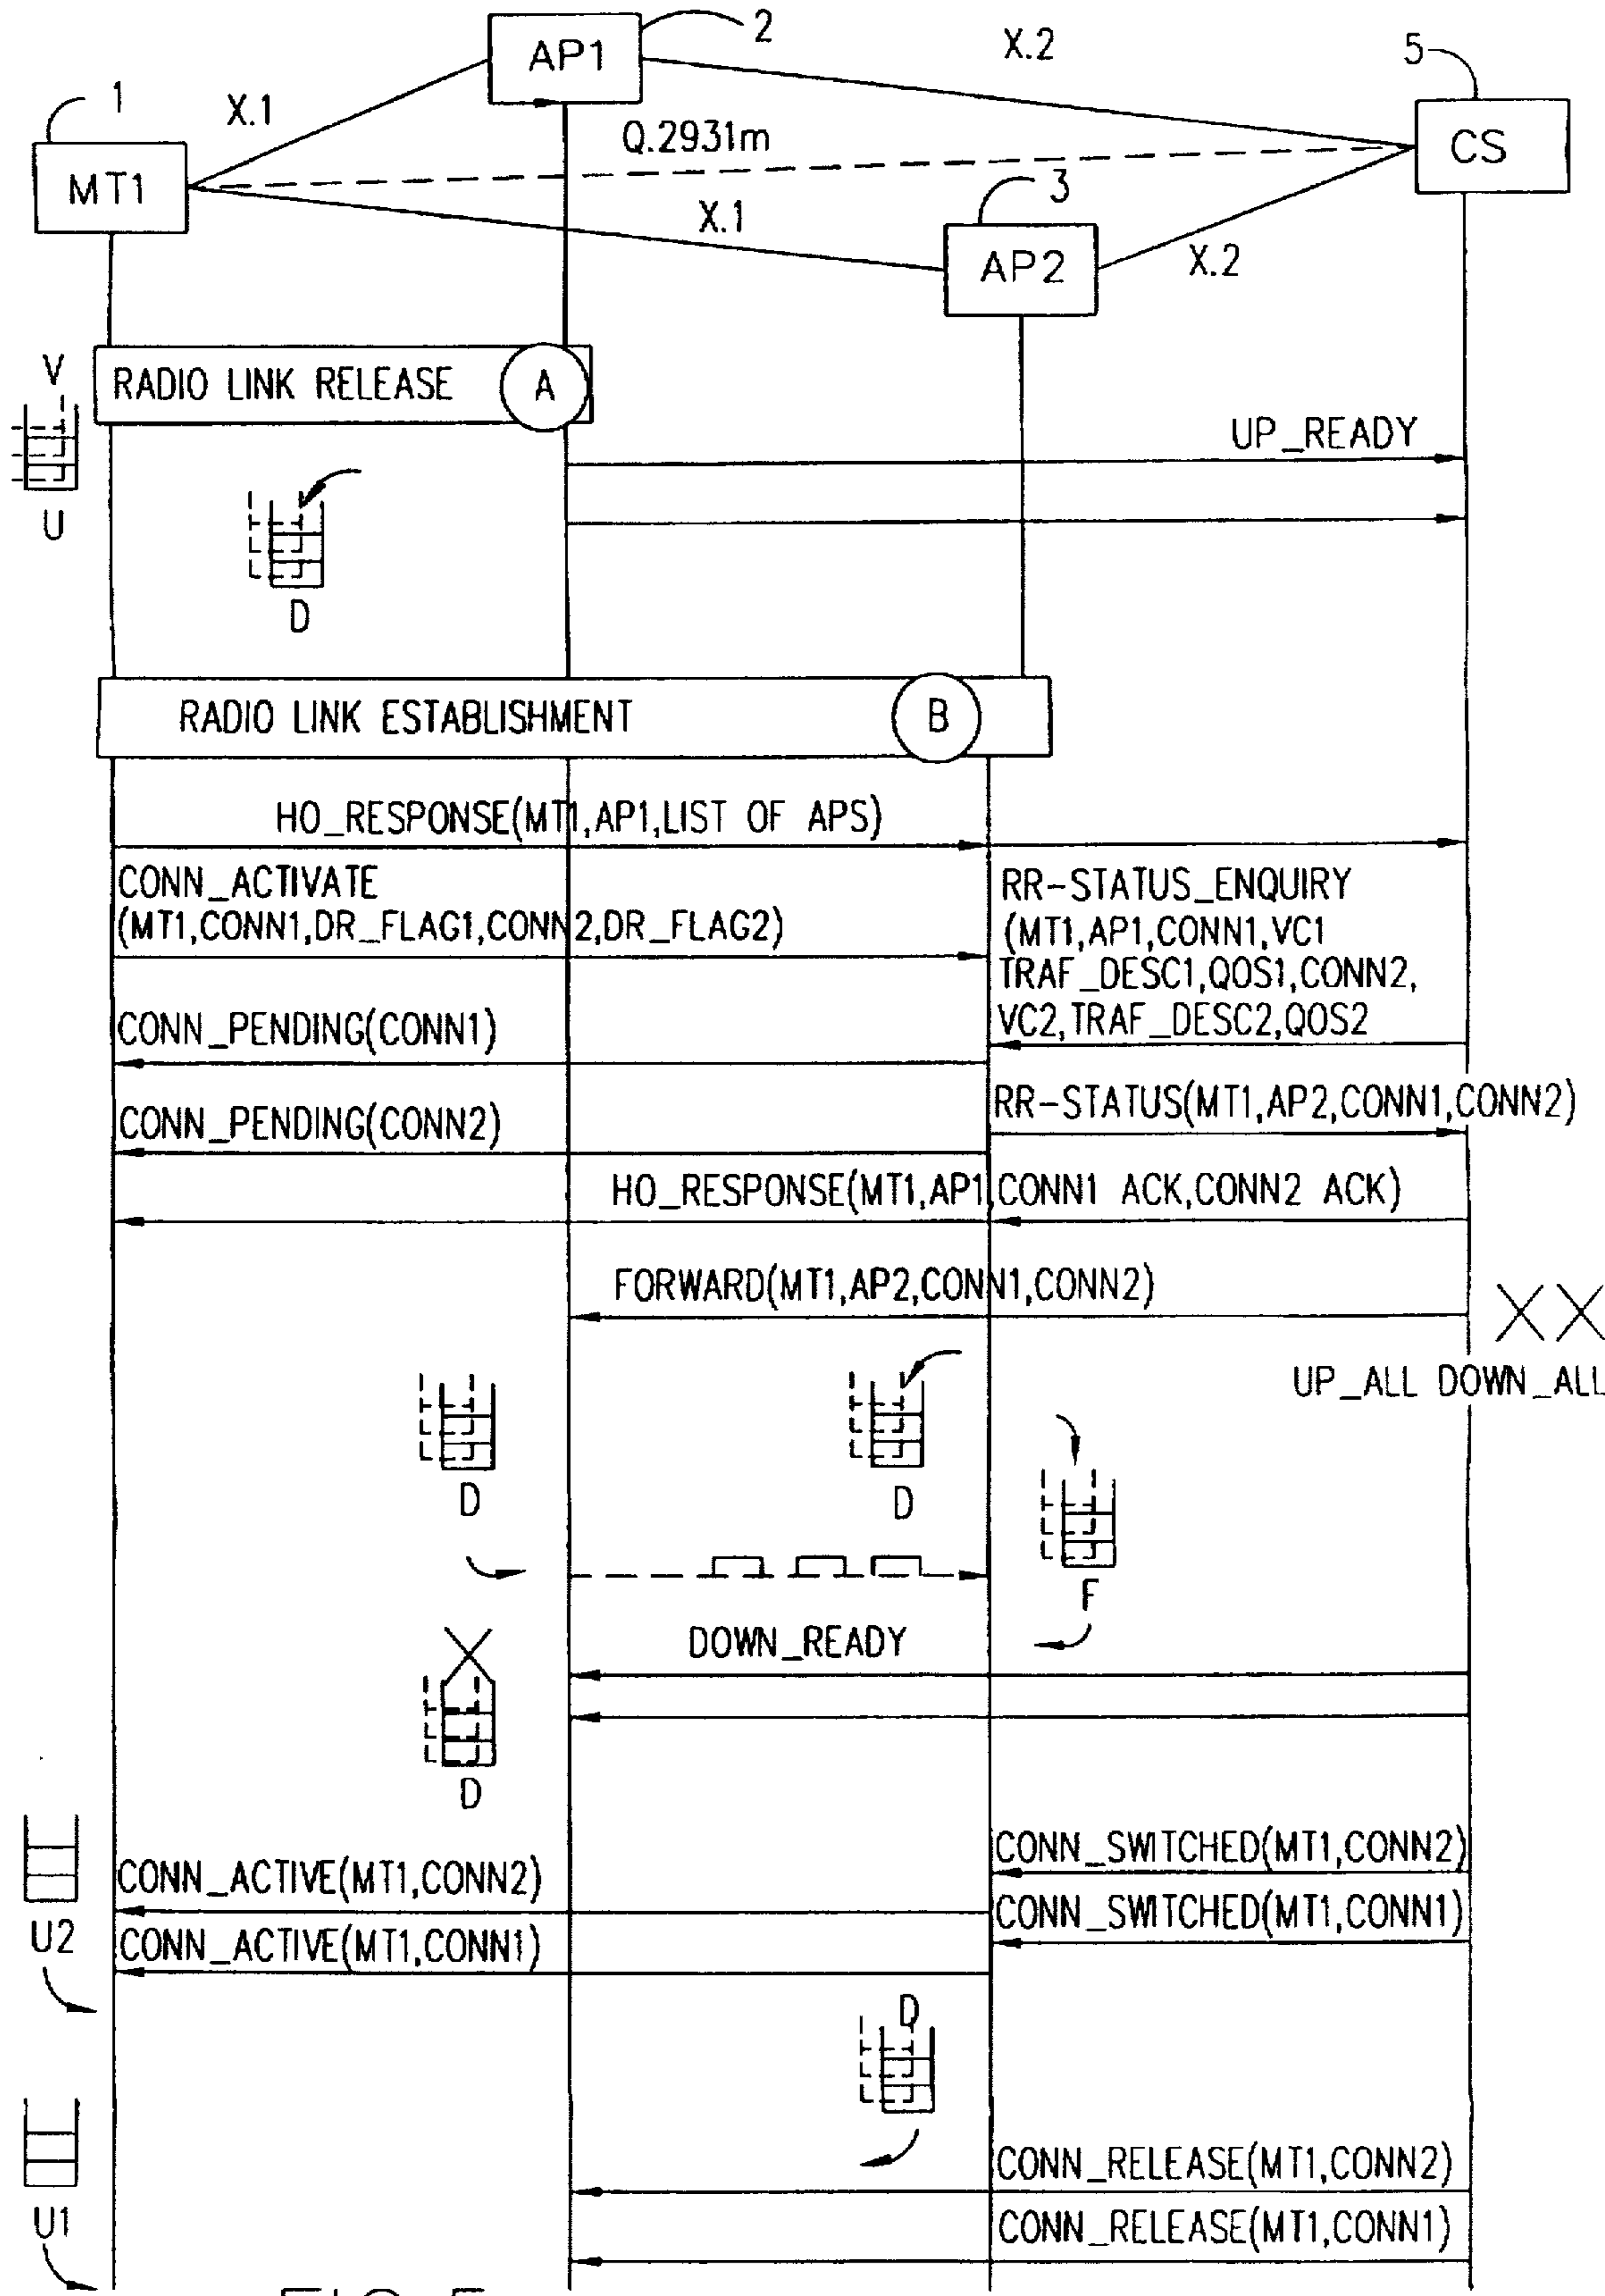 2
AP1
X.2
5
1
X.1
Q.2931m
CS
MT1
3
X.1
AP2
X.2
V
RADIO LINK RELEASE
A
UP_READY
U
D
RADIO LINK ESTABLISHMENT
B
HO_RESPONSE(MT1,AP1,LIST OF APS)
CONN_ACTIVATE
(MT1,CONN1,DR_FLAG1,CONN2,DR_FLAG2)
RR-STATUS_ENQUIRY
(MT1,AP1,CONN1,VC1
TRAF_DESC1,QOS1,CONN2,
VC2,TRAF_DESC2,QOS2
CONN_PENDING(CONN1)
RR-STATUS(MT1,AP2,CONN1,CONN2)
CONN_PENDING(CONN2)
HO_RESPONSE(MT1,AP1,CONN1 ACK,CONN2 ACK)
FORWARD(MT1,AP2,CONN1,CONN2)
UP_ALL DOWN_ALL
D
D
F
DOWN_READY
D
CONN_SWITCHED(MT1,CONN2)
CONN_ACTIVE(MT1,CONN2)
CONN_SWITCHED(MT1,CONN1)
U2
CONN_ACTIVE(MT1,CONN1)
D
CONN_RELEASE(MT1,CONN2)
U1
CONN_RELEASE(MT1,CONN1)